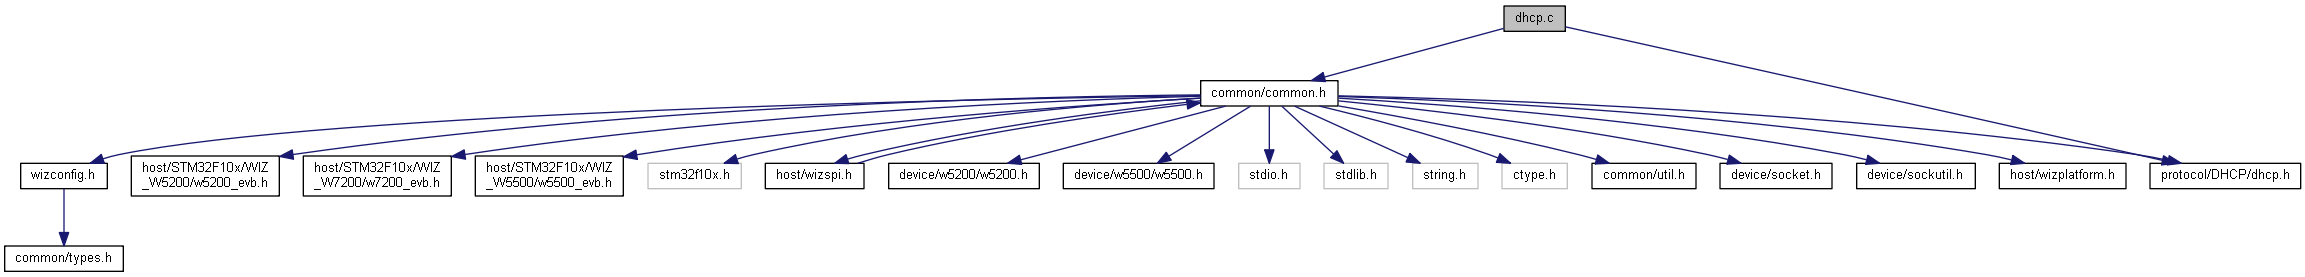 dhcp.c
common/common.h
wizconfig.h
host/STM32F10x/WIZ
_W5200/w5200_evb.h
host/STM32F10x/WIZ
_W7200/w7200_evb.h
host/STM32F10x/WIZ
_W5500/w5500_evb.h
stm32f10x.h
host/wizspi.h
device/w5200/w5200.h
device/w5500/w5500.h
stdio.h
stdlib.h
string.h
ctype.h
common/util.h
device/socket.h
device/sockutil.h
host/wizplatform.h
protocol/DHCP/dhcp.h
common/types.h